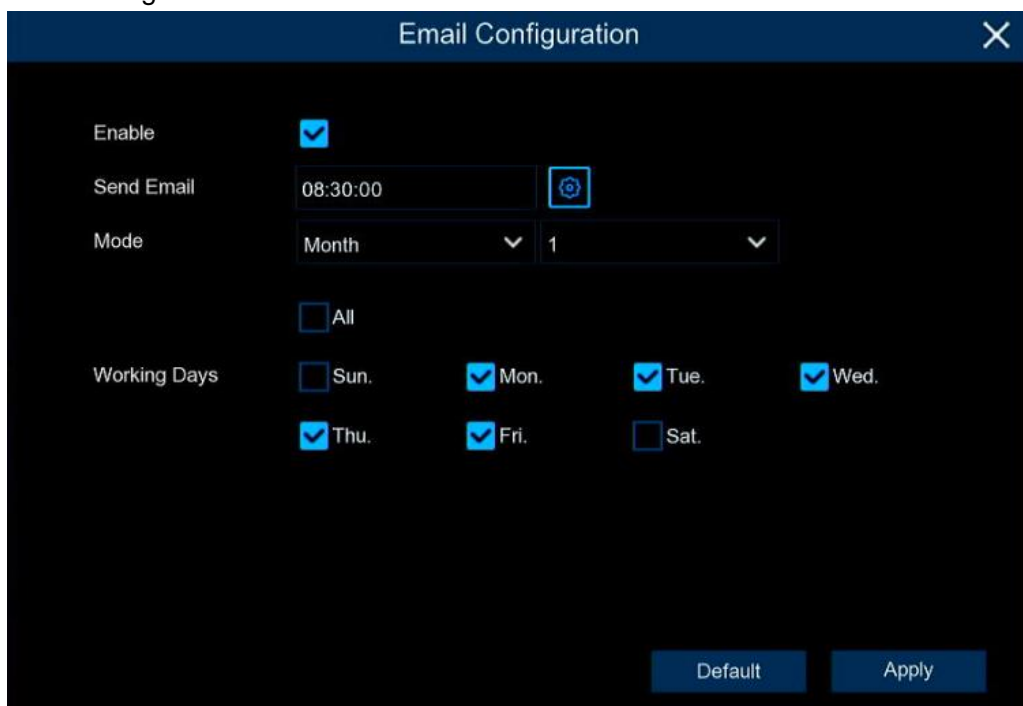 Email Configuration
Enable
Send Email 08:30:00
Mode Month 1
All
Working Days Sun. Mon. Tue. Wed.
Thu. Fri. Sat.
Default Apply